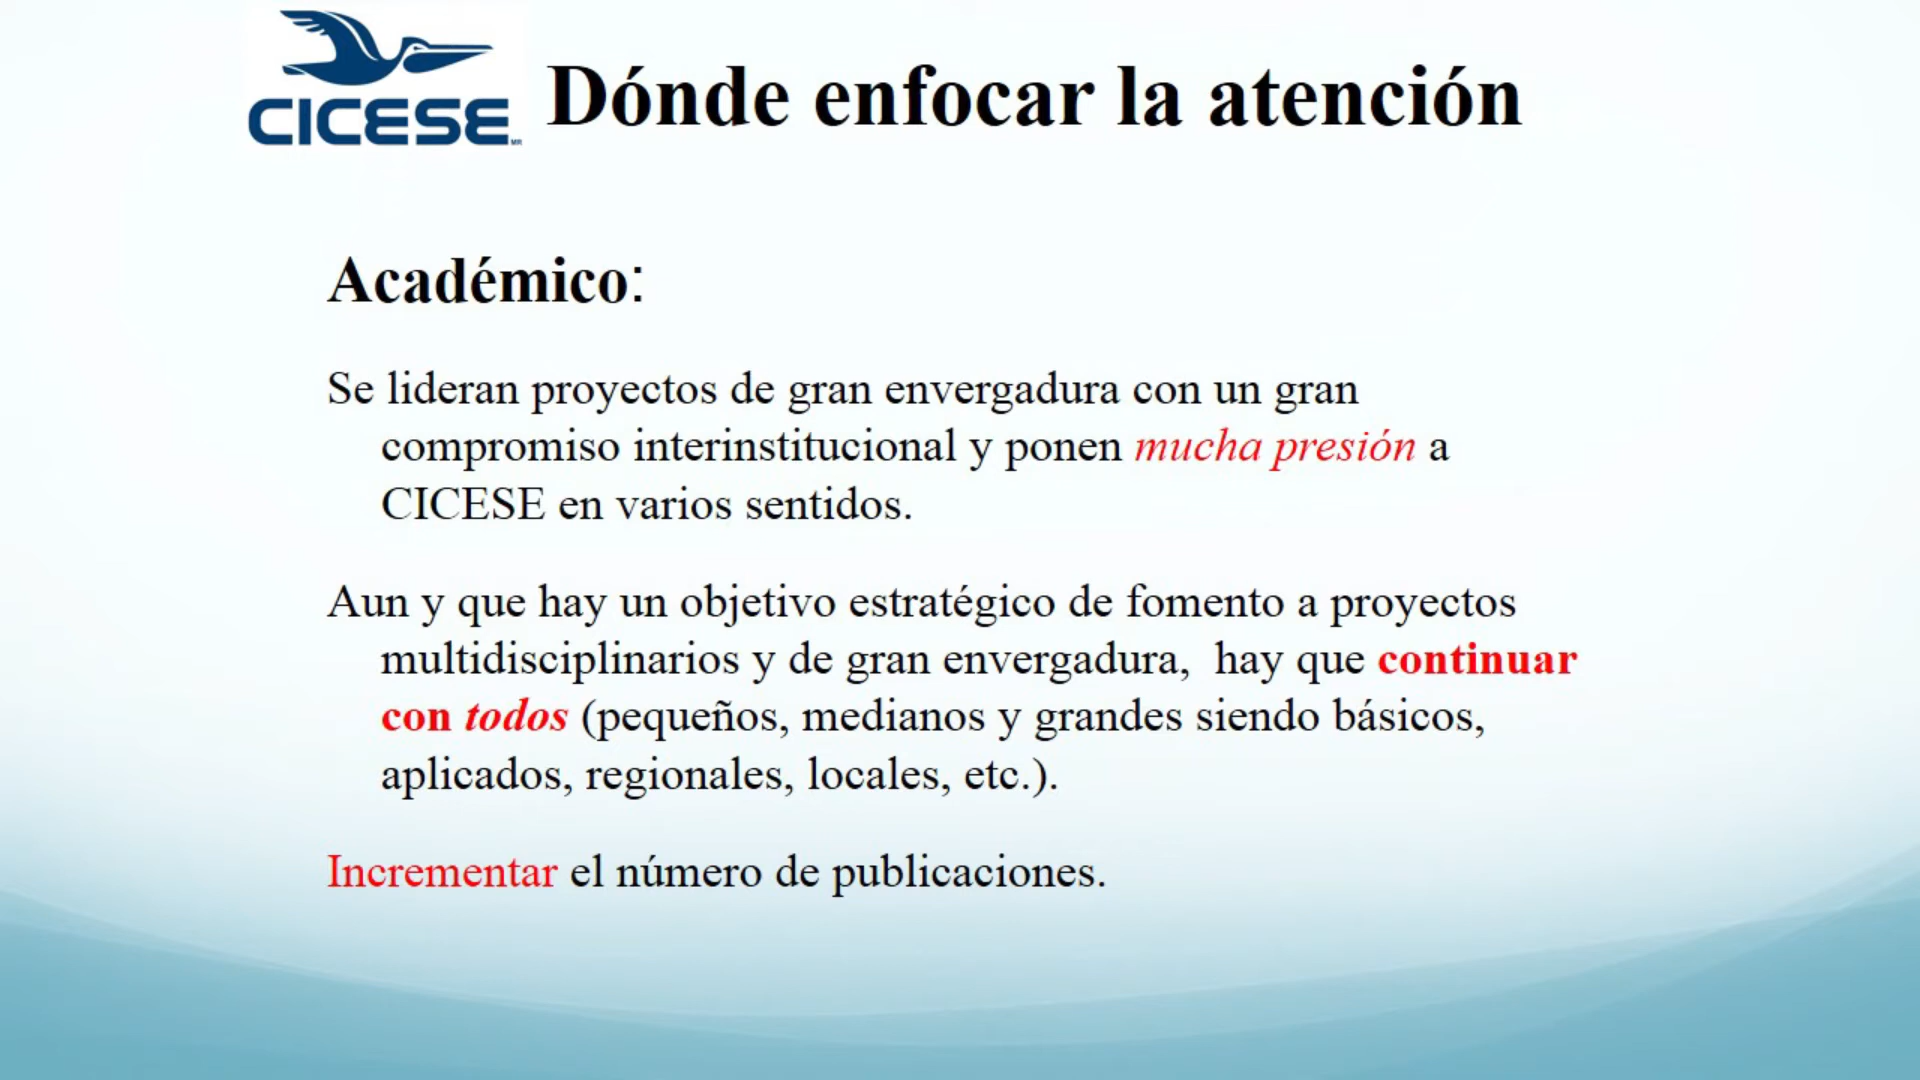 CICESE MR
Dónde enfocar la atención
Académico:
Se lideran proyectos de gran envergadura con un gran
compromiso interinstitucional y ponen mucha presión a
CICESE en varios sentidos.
Aun y que hay un objetivo estratégico de fomento a proyectos
multidisciplinarios y de gran envergadura, hay que continuar
con todos (pequeños, medianos y grandes siendo básicos,
aplicados, regionales, locales, etc.).
Incrementar el número de publicaciones.